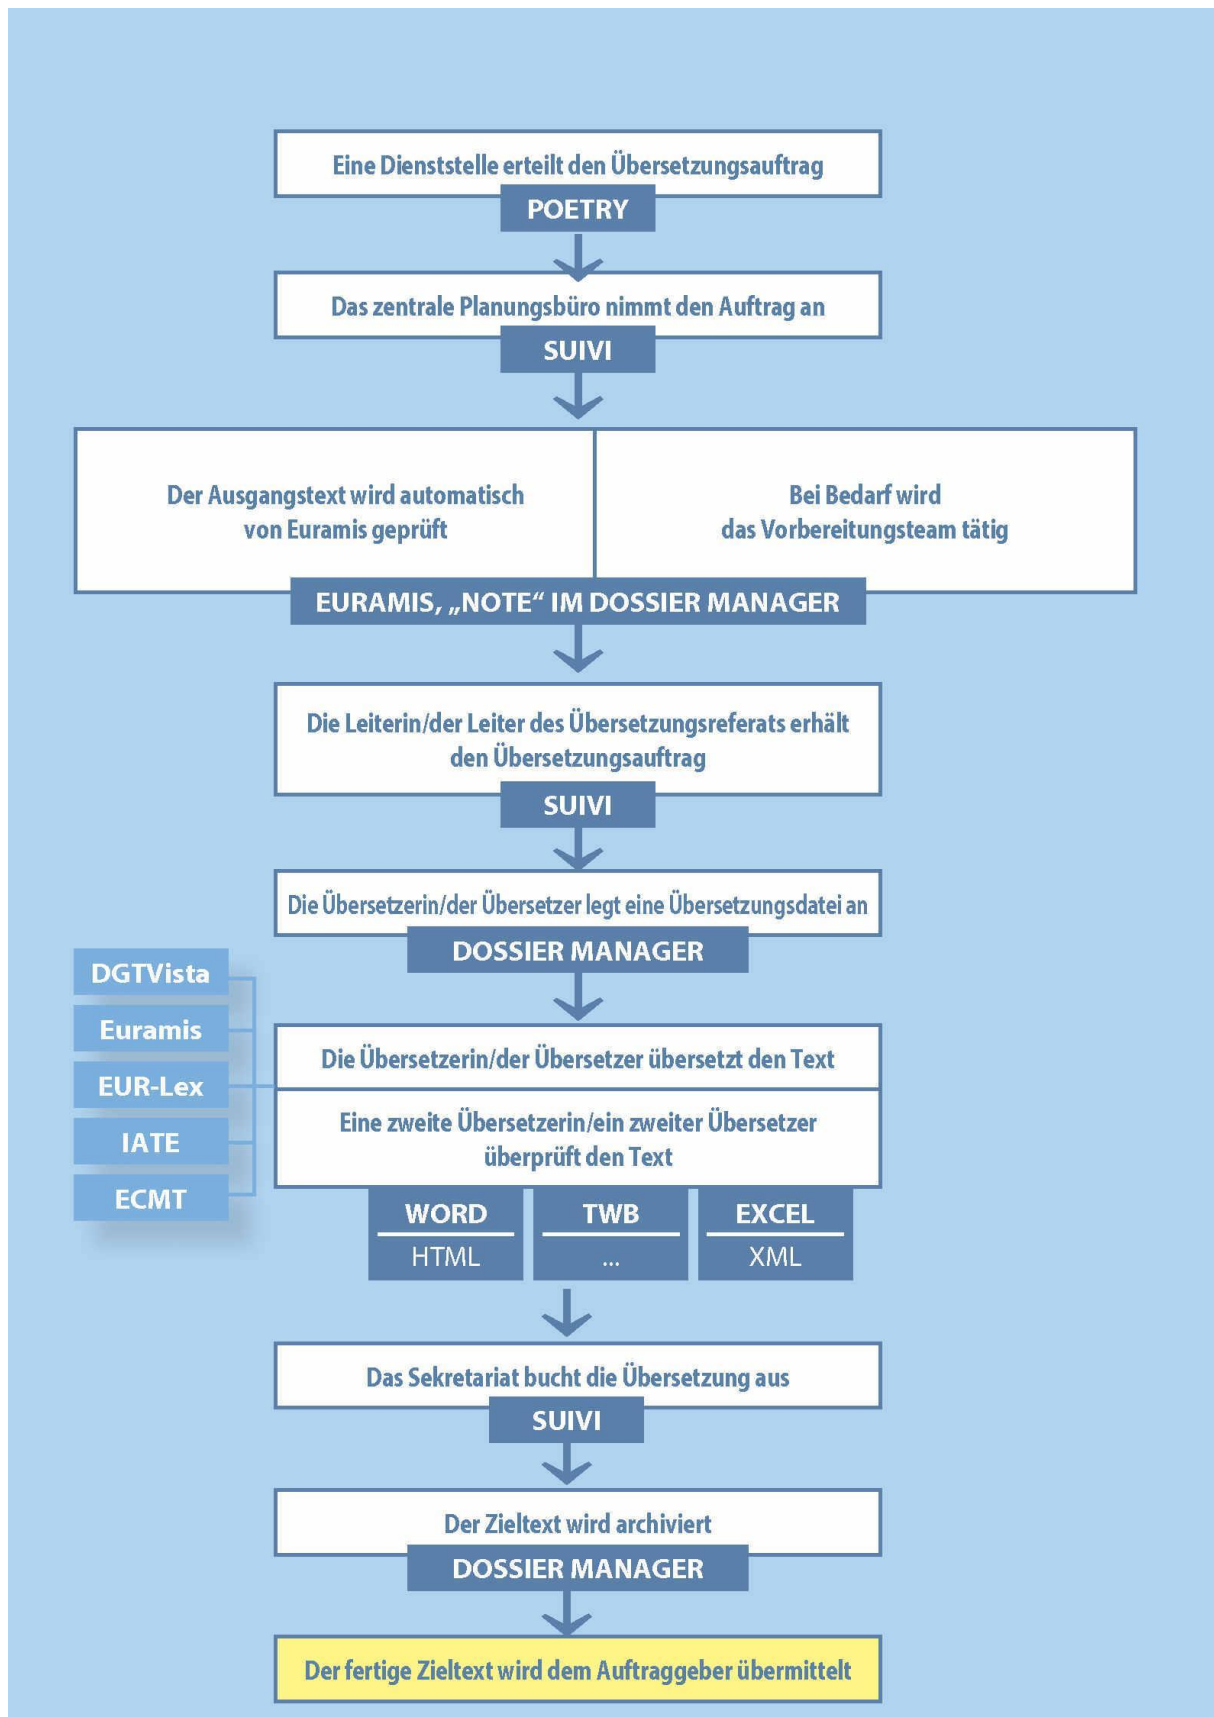 Eine Dienststelle erteilt den Übersetzungsauftrag
POETRY
Das zentrale Planungsbüro nimmt den Auftrag an
SUIVI
Der Ausgangstext wird automatisch
von Euramis geprüft
Bei Bedarf wird
das Vorbereitungsteam tätig
EURAMIS, „NOTE“ IM DOSSIER MANAGER
Die Leiterin/der Leiter des Übersetzungsreferats erhält
den Übersetzungsauftrag
SUIVI
Die Übersetzerin/der Übersetzer legt eine Übersetzungsdatei an
DOSSIER MANAGER
DGTVista
Euramis
EUR-Lex
IATE
ECMT
Die Übersetzerin/der Übersetzer übersetzt den Text
Eine zweite Übersetzerin/ein zweiter Übersetzer
überprüft den Text
WORD
HTML
TWB
...
EXCEL
XML
Das Sekretariat bucht die Übersetzung aus
SUIVI
Der Zieltext wird archiviert
DOSSIER MANAGER
Der fertige Zieltext wird dem Auftraggeber übermittelt